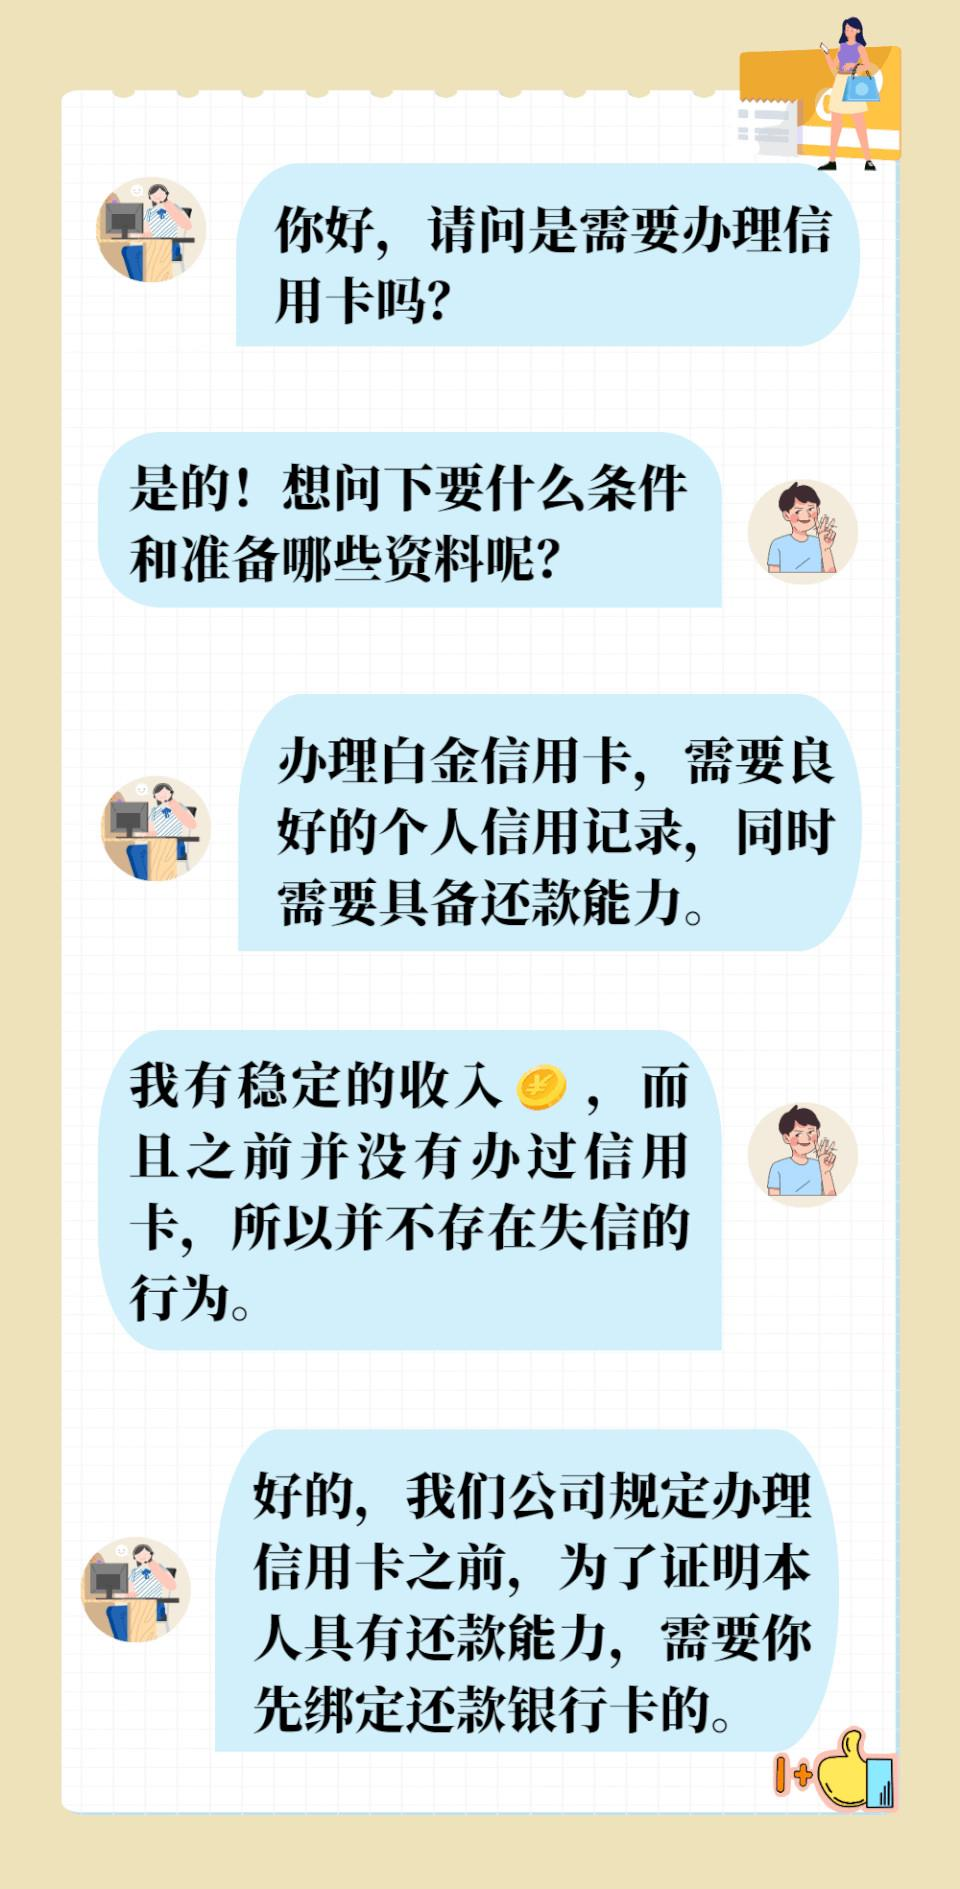 你好，请问是需要办理信
用卡吗？
是的！想问下要什么条件
和准备哪些资料呢？
办理白金信用卡，需要良
好的个人信用记录，同时
需要具备还款能力。
我有稳定的收入，而
且之前并没有办过信用
卡，所以并不存在失信的
行为。
好的，我们公司规定办理
信用卡之前，为了证明本
人具有还款能力，需要你
先绑定还款银行卡的。
1+